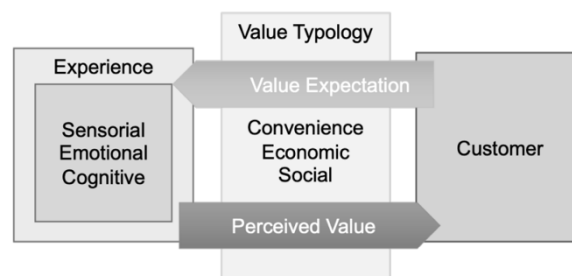 Value Typology
Experience
Value Expectation
Sensorial
Emotional
Cognitive
Convenience
Economic
Social
Customer
Perceived Value